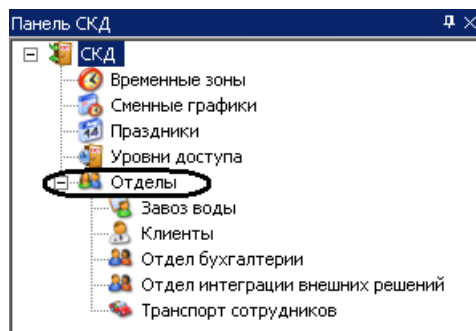 Панель СКД
СКД
Временные зоны
Сменные графики
Праздники
Уровни доступа
Отделы
Завоз воды
Клиенты
Отдел бухгалтерии
Отдел интеграции внешних решений
Транспорт сотрудников